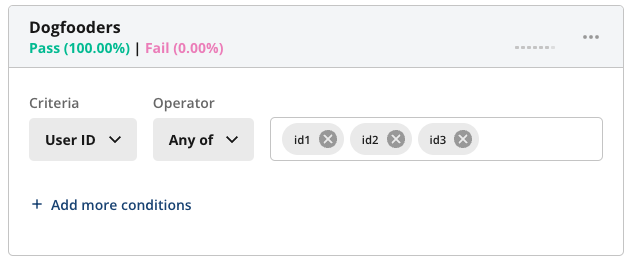 Dogfooders
Pass (100.00%) | Fail (0.00%)
Criteria Operator
User ID Any of id1 id2 id3
+ Add more conditions